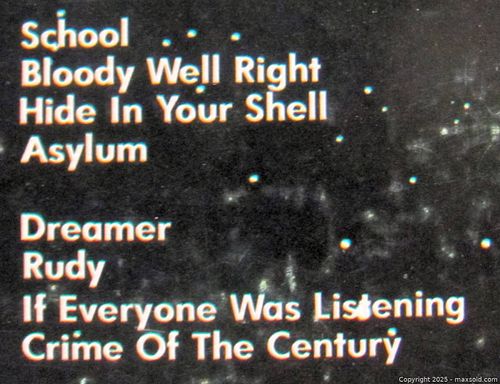 School
Bloody Well Right
Hide In Your Shell
Asylum
Dreamer
Rudy
If Everyone Was Listening
Crime Of The Century
Copyright 2025 - maxsold.com